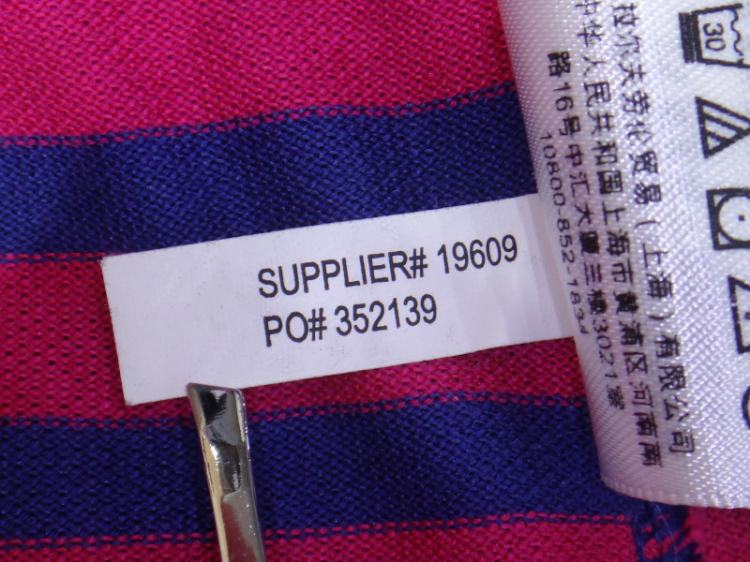 SUPPLIER# 19609
PO# 352139
30
拉尔夫劳伦贸易(上海)有限公司
中华人民共和国上海市黄浦区河南南
路16号中汇大厦三楼3021室
10800-852-1834